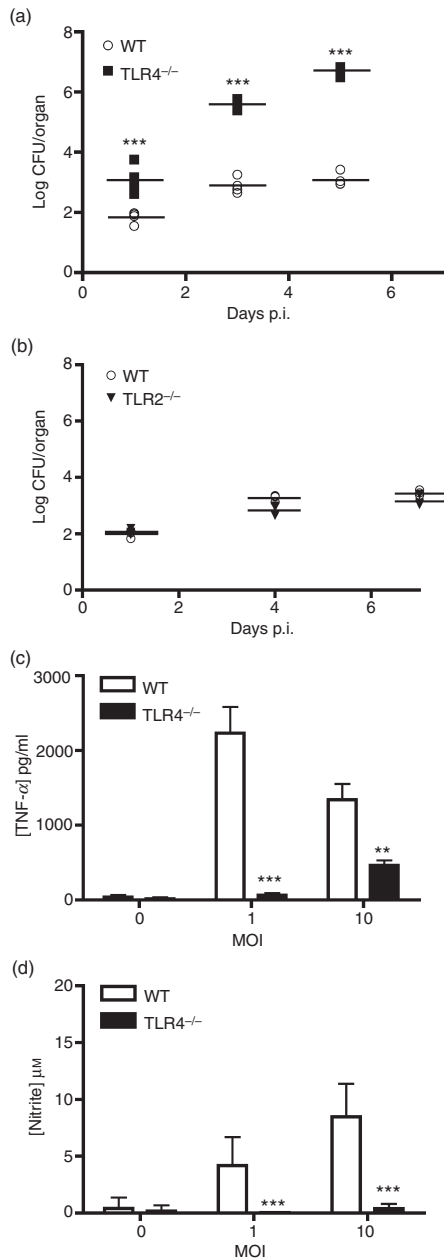 (a)
8
WT
TLR4–/–
***
***
***
6
4
2
0
Log CFU/organ
0 2 4 6
Days p.i.
(b)
8
WT
TLR2–/–
6
4
2
0
Log CFU/organ
0 2 4 6
Days p.i.
(c)
3000
WT
TLR4–/–
2000
1000
0
[TNF-α] pg/ml
***
**
0 1 10
MOI
(d)
20
WT
TLR4–/–
15
10
5
0
[Nitrite] μM
***
***
0 1 10
MOI